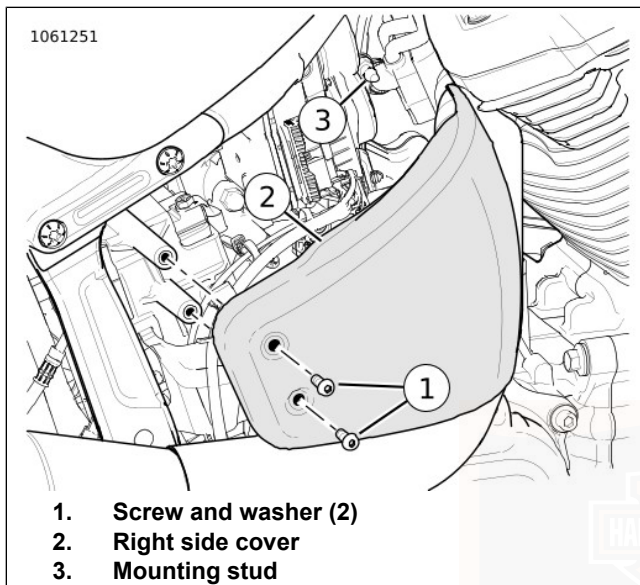 1061251
3
2
1
1. Screw and washer (2)
2. Right side cover
3. Mounting stud